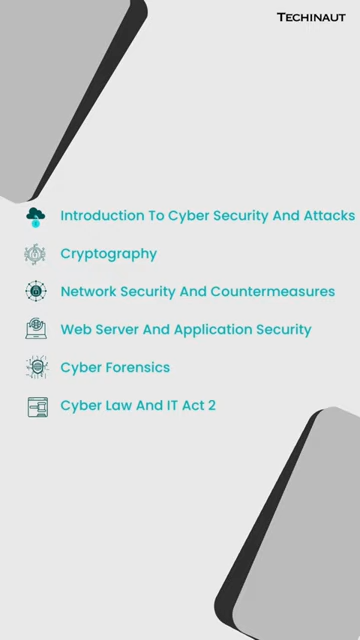 TECHINAUT
Introduction To Cyber Security And Attacks
Cryptography
Network Security And Countermeasures
Web Server And Application Security
Cyber Forensics
Cyber Law And IT Act 2